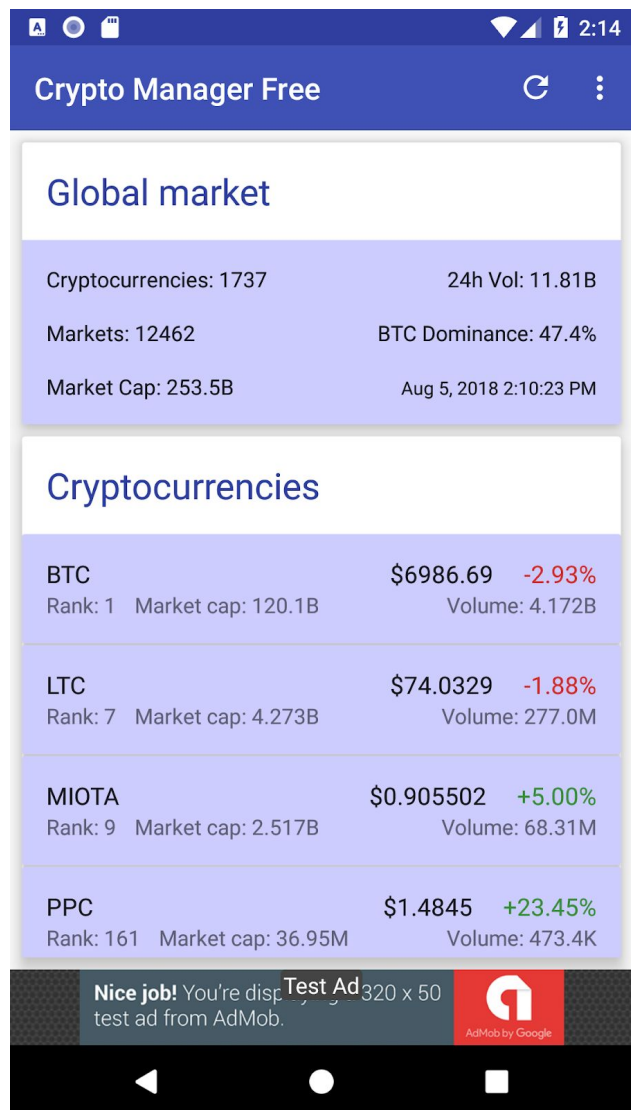 2:14
Crypto Manager Free
Global market
Cryptocurrencies: 1737 24h Vol: 11.81B
Markets: 12462 BTC Dominance: 47.4%
Market Cap: 253.5B Aug 5, 2018 2:10:23 PM
Cryptocurrencies
BTC $6986.69 -2.93%
Rank: 1 Market cap: 120.1B Volume: 4.172B
LTC $74.0329 -1.88%
Rank: 7 Market cap: 4.273B Volume: 277.0M
MIOTA $0.905502 +5.00%
Rank: 9 Market cap: 2.517B Volume: 68.31M
PPC $1.4845 +23.45%
Rank: 161 Market cap: 36.95M Volume: 473.4K
Test Ad
Nice job! You're 320 x 50
test ad from AdMob.
AdMob by Google